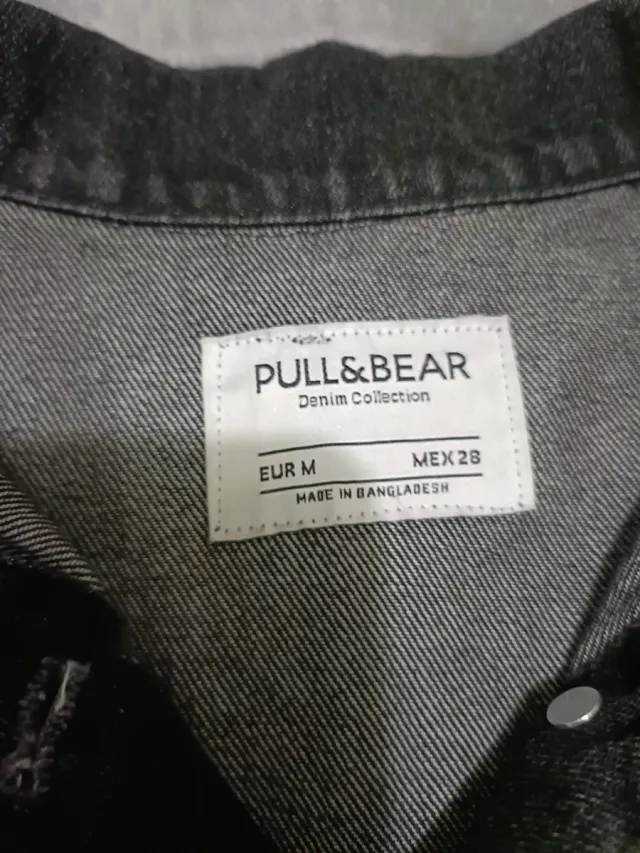 PULL&BEAR
Denim Collection
EUR M MEX 28
MADE IN BANGLADESH